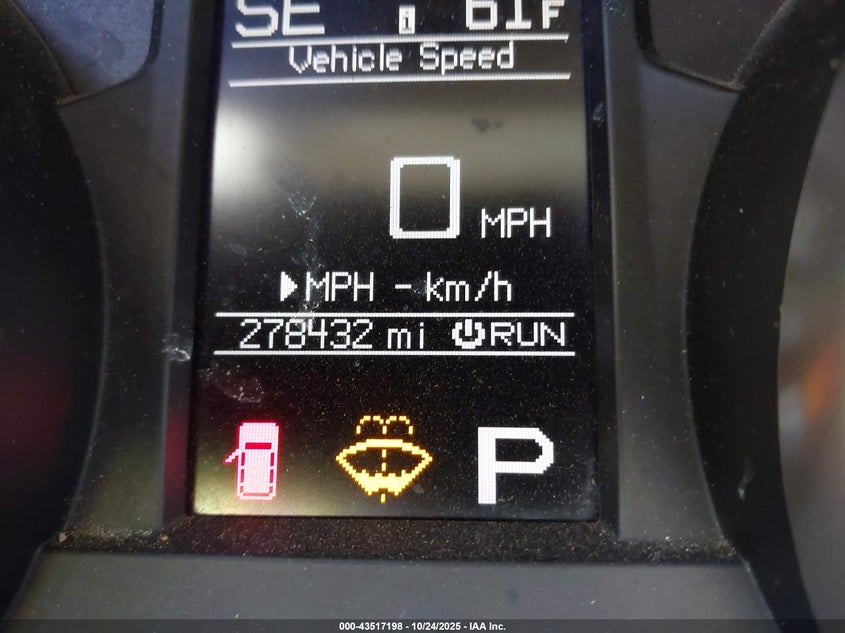 SE 61F
Vehicle Speed
0 MPH
MPH - km/h
278432 mi RUN
P
000-43517198 - 10/24/2025 - IAA Inc.